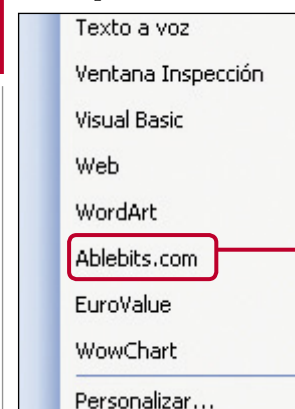 Texto a voz
Ventana Inspección
Visual Basic
Web
WordArt
Ablebits.com
EuroValue
WowChart
Personalizar...